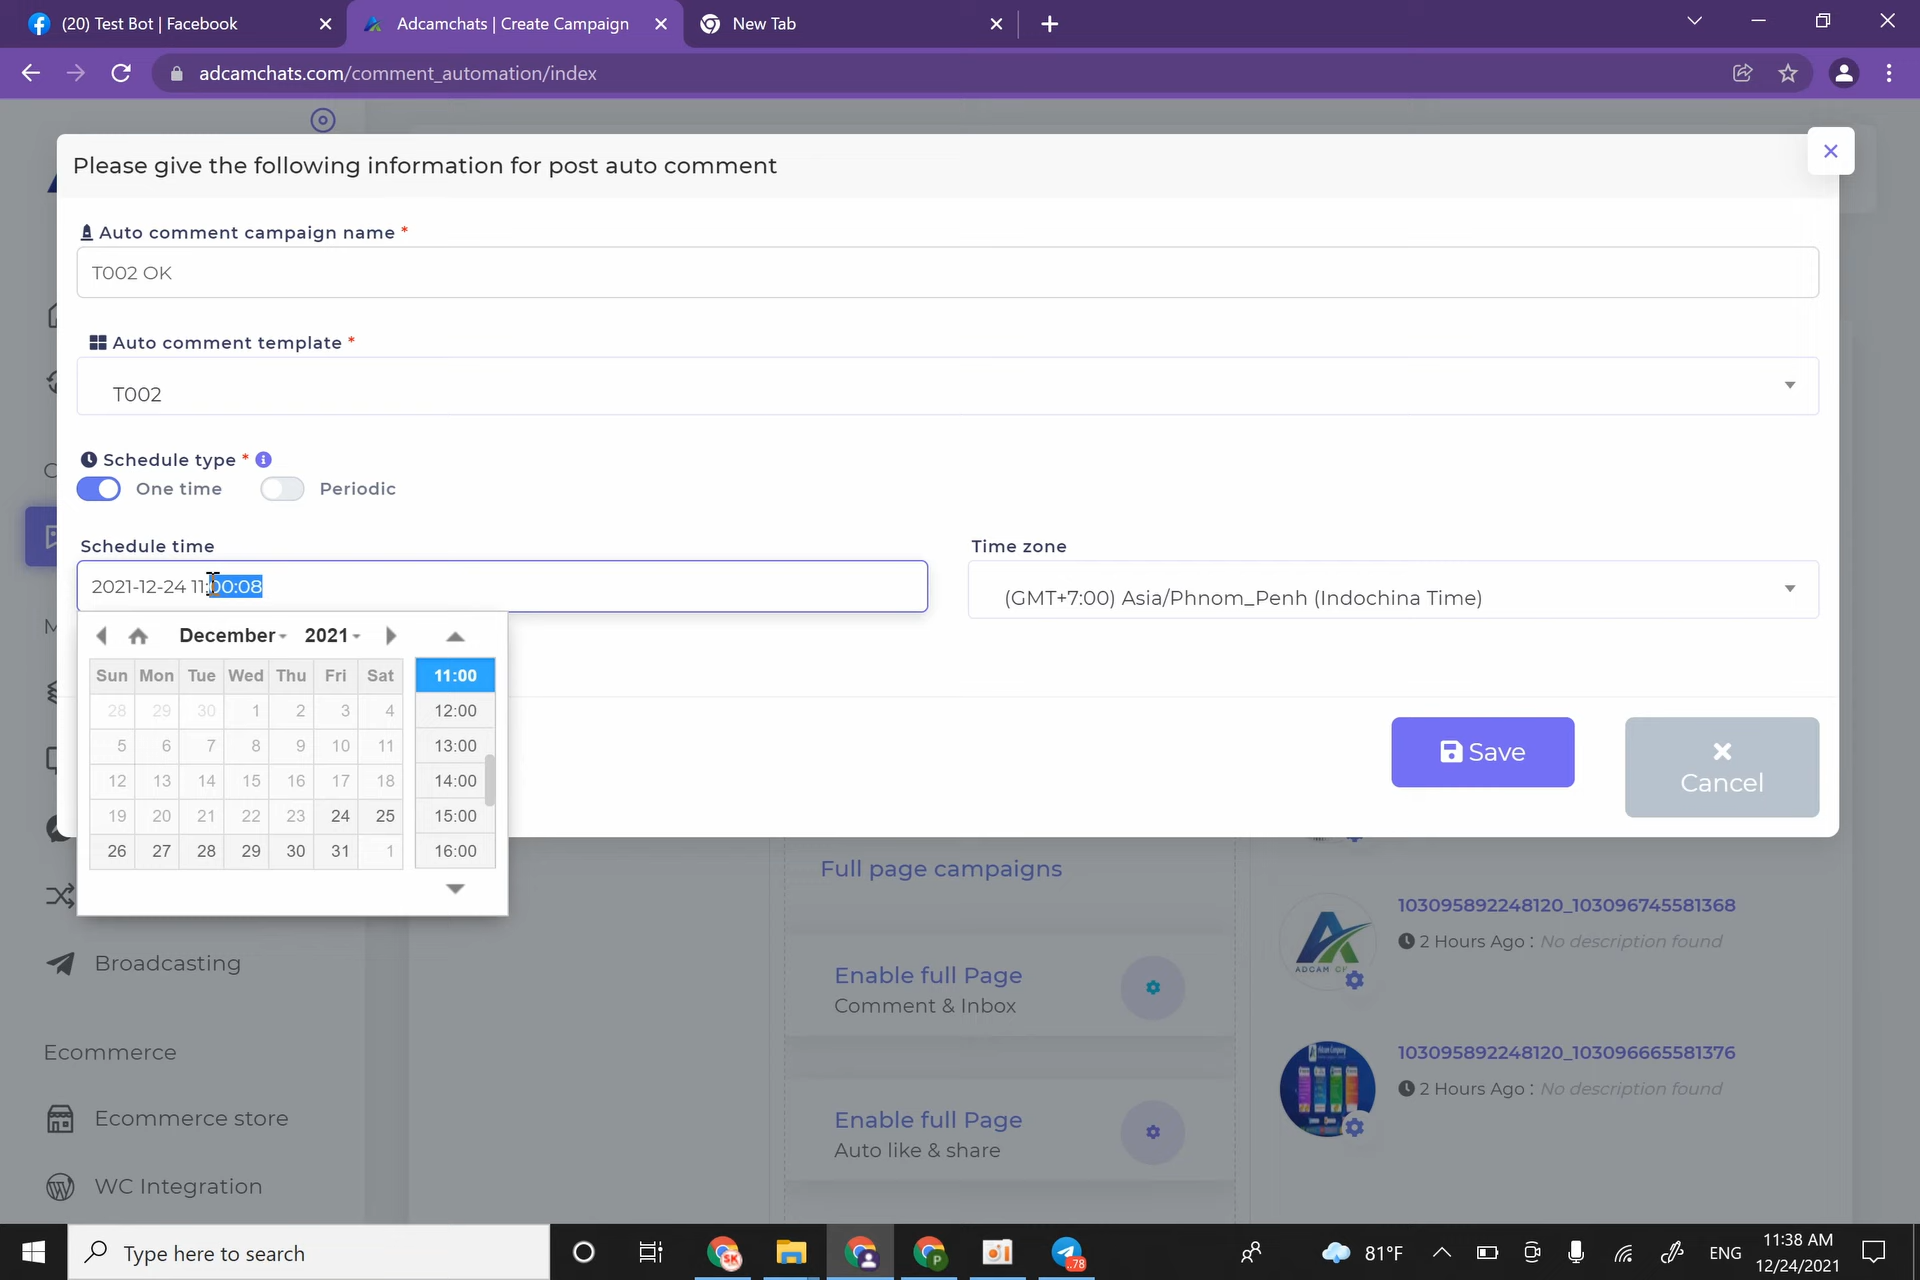 (20) Test Bot | Facebook
Adcamchats | Create Campaign
New Tab
adcamchats.com/comment_automation/index
Please give the following information for post auto comment
Auto comment campaign name *
T002 OK
Auto comment template *
T002
Schedule type *
One time
Periodic
Schedule time
Time zone
2021-12-24 11:00:08
(GMT+7:00) Asia/Phnom_Penh (Indochina Time)
December 2021
Sun Mon Tue Wed Thu Fri Sat
28 29 30 1 2 3 4
5 6 7 8 9 10 11
12 13 14 15 16 17 18
19 20 21 22 23 24 25
26 27 28 29 30 31 1
11:00
12:00
13:00
14:00
15:00
16:00
Save
Cancel
Full page campaigns
Enable full Page
Comment & Inbox
Enable full Page
Auto like & share
103095892248120_103096745581368
2 Hours Ago : No description found
103095892248120_103096665581376
2 Hours Ago : No description found
Broadcasting
Ecommerce
Ecommerce store
WC Integration
Type here to search
81°F
ENG
11:38 AM
12/24/2021